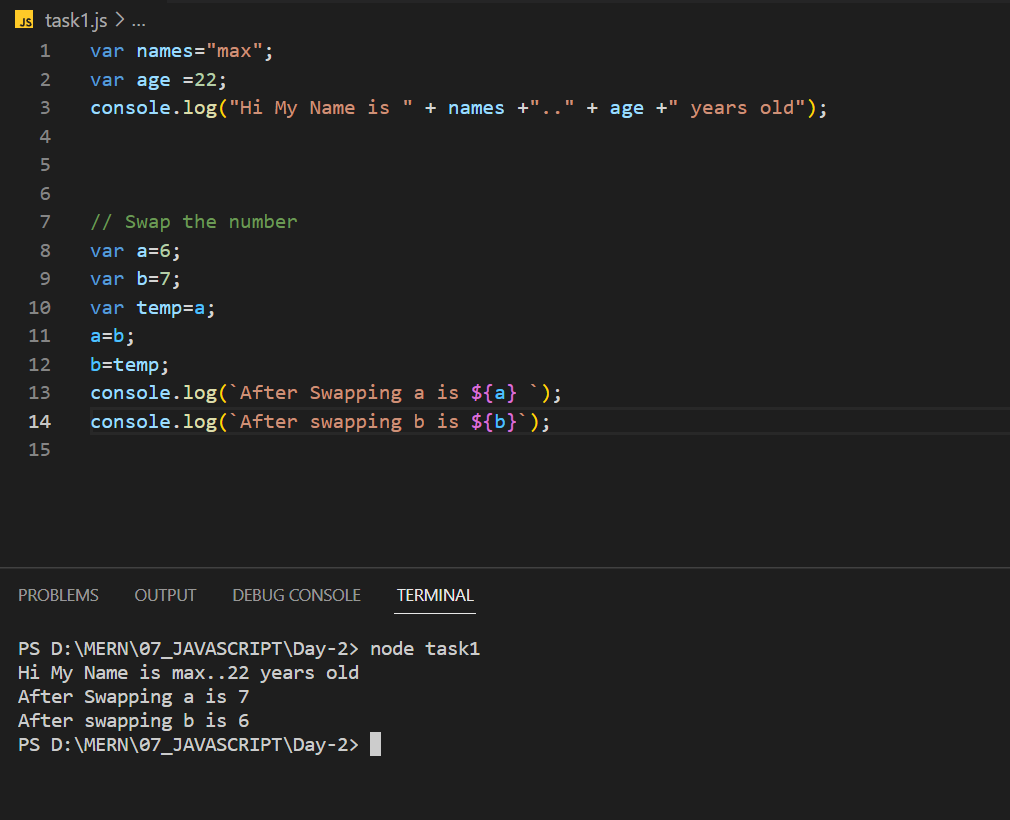 JS task1.js > ...
1 var names="max";
2 var age =22;
3 console.log("Hi My Name is " + names +".." + age +" years old");
4
5
6
7 // Swap the number
8 var a=6;
9 var b=7;
10 var temp=a;
11 a=b;
12 b=temp;
13 console.log(`After Swapping a is ${a} `);
14 console.log(`After swapping b is ${b}`);
15
PROBLEMS OUTPUT DEBUG CONSOLE TERMINAL
PS D:\MERN\07_JAVASCRIPT\Day-2> node task1
Hi My Name is max..22 years old
After Swapping a is 7
After swapping b is 6
PS D:\MERN\07_JAVASCRIPT\Day-2>